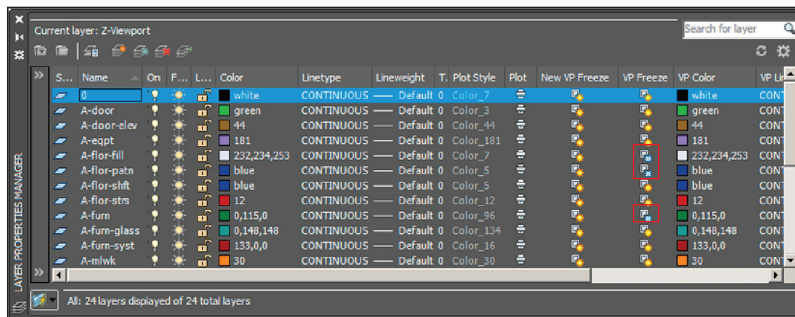 Current layer: Z-Viewport
Search for layer
S... Name On F... L... Color Linetype Lineweight T. Plot Style Plot New VP Freeze VP Freeze VP Color VP Lin
0 white CONTINUOUS Default 0 Color_7 white CONT
A-door green CONTINUOUS Default 0 Color_3 green CONT
A-door-elev 44 CONTINUOUS Default 0 Color_44 44 CONT
A-eqpt 181 CONTINUOUS Default 0 Color_181 181 CONT
A-flor-fill 232,234,253 CONTINUOUS Default 0 Color_7 232,234,253 CONT
A-flor-patn blue CONTINUOUS Default 0 Color_5 blue CONT
A-flor-shft blue CONTINUOUS Default 0 Color_5 blue CONT
A-flor-strs 12 CONTINUOUS Default 0 Color_12 12 CONT
A-furn 0,115,0 CONTINUOUS Default 0 Color_96 0,115,0 CONT
A-furn-glass 0,148,148 CONTINUOUS Default 0 Color_134 0,148,148 CONT
A-furn-syst 133,0,0 CONTINUOUS Default 0 Color_16 133,0,0 CONT
A-mlwk 30 CONTINUOUS Default 0 Color_30 30 CONT
LAYER PROPERTIES MANAGER
All: 24 layers displayed of 24 total layers